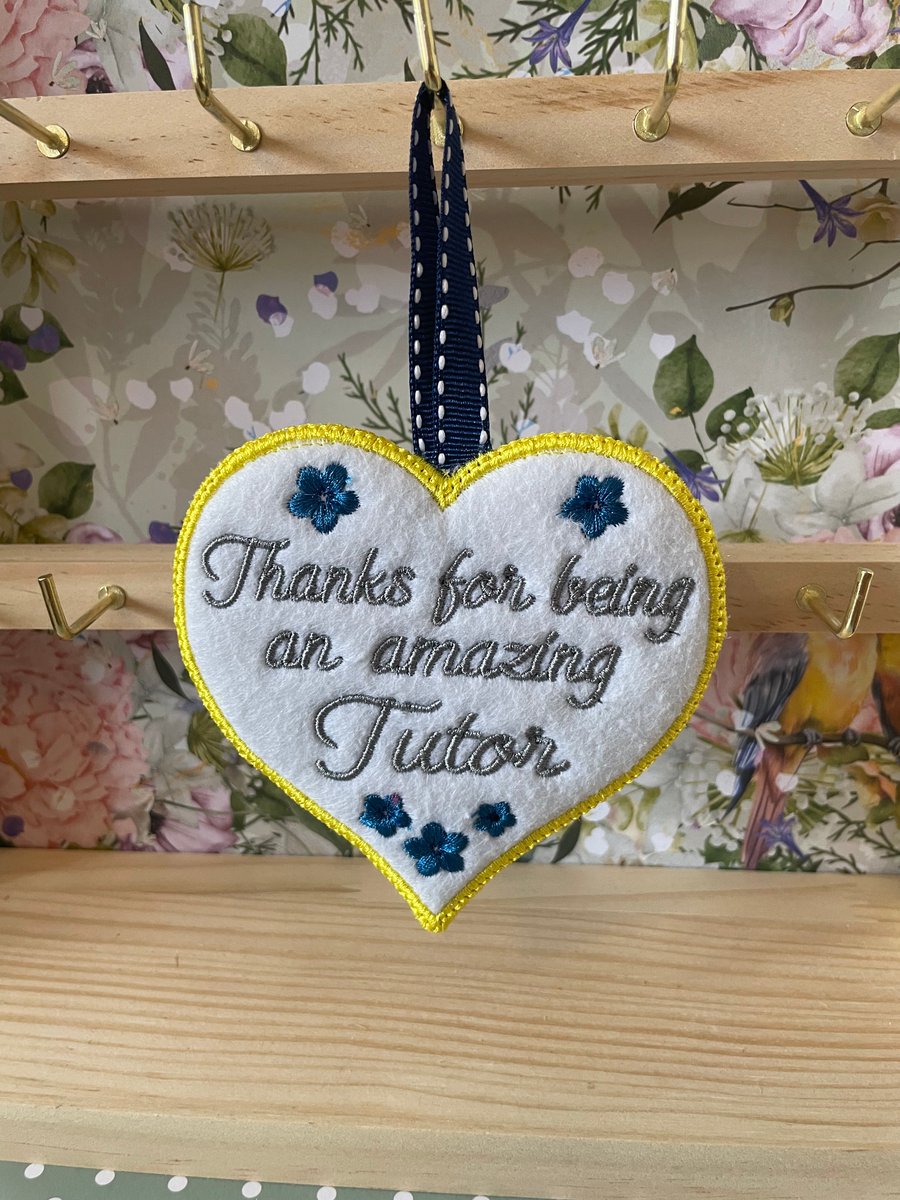 Thanks for being
an amazing
Tutor